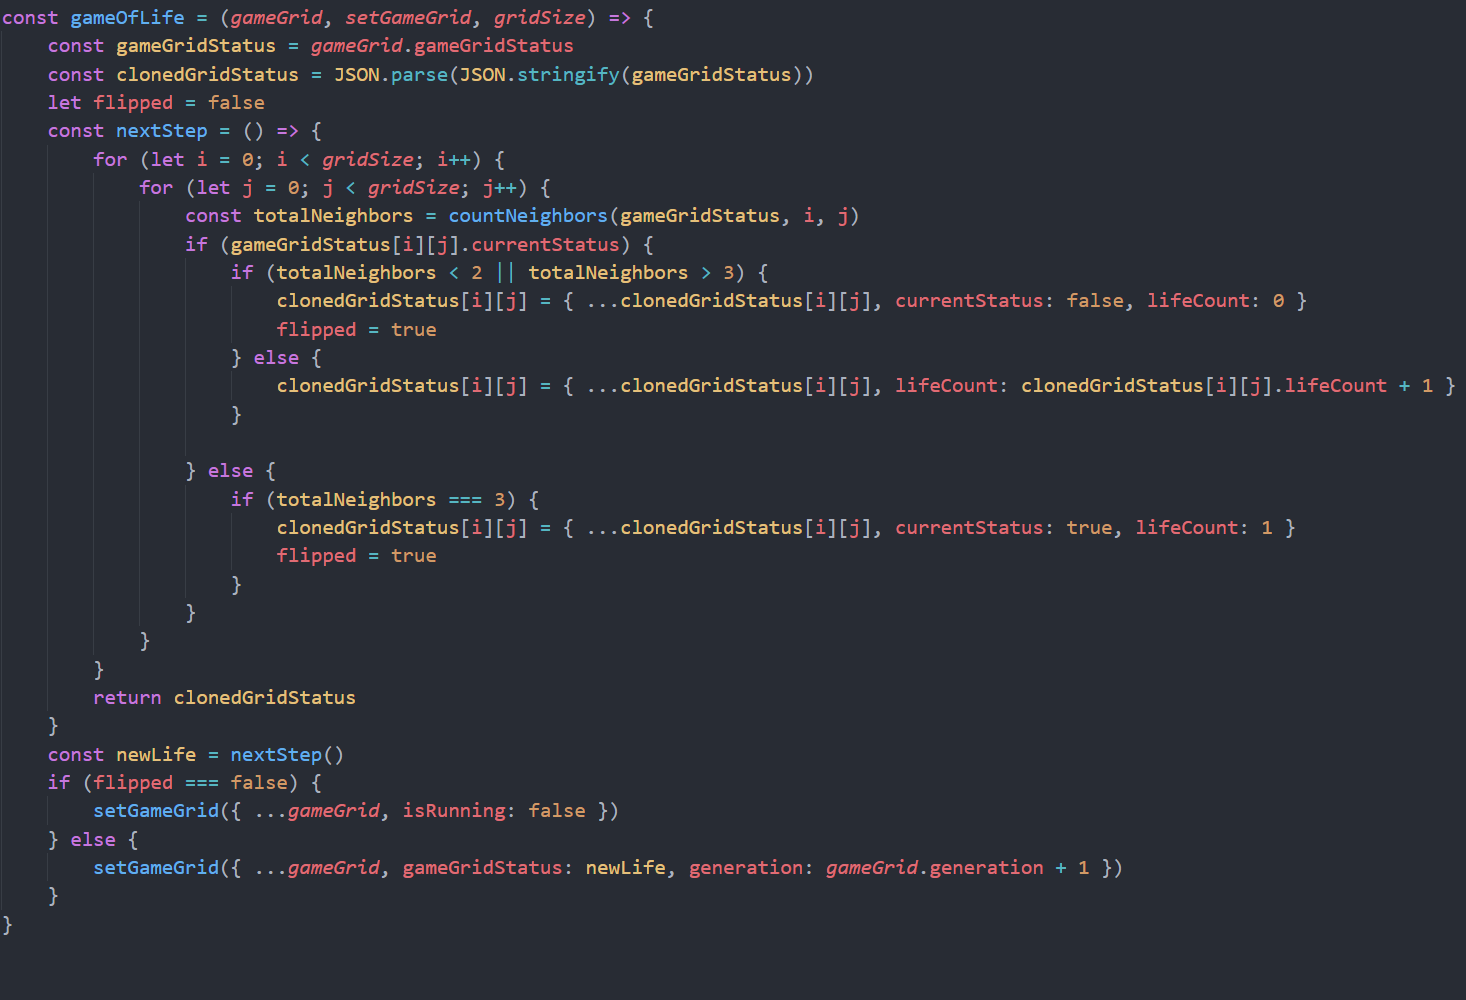 const gameOfLife = (gameGrid, setGameGrid, gridSize) => {
    const gameGridStatus = gameGrid.gameGridStatus
    const clonedGridStatus = JSON.parse(JSON.stringify(gameGridStatus))
    let flipped = false
    const nextStep = () => {
        for (let i = 0; i < gridSize; i++) {
            for (let j = 0; j < gridSize; j++) {
                const totalNeighbors = countNeighbors(gameGridStatus, i, j)
                if (gameGridStatus[i][j].currentStatus) {
                    if (totalNeighbors < 2 || totalNeighbors > 3) {
                        clonedGridStatus[i][j] = { ...clonedGridStatus[i][j], currentStatus: false, lifeCount: 0 }
                        flipped = true
                    } else {
                        clonedGridStatus[i][j] = { ...clonedGridStatus[i][j], lifeCount: clonedGridStatus[i][j].lifeCount + 1 }
                    }

                } else {
                    if (totalNeighbors === 3) {
                        clonedGridStatus[i][j] = { ...clonedGridStatus[i][j], currentStatus: true, lifeCount: 1 }
                        flipped = true
                    }
                }
            }
        }
        return clonedGridStatus
    }
    const newLife = nextStep()
    if (flipped === false) {
        setGameGrid({ ...gameGrid, isRunning: false })
    } else {
        setGameGrid({ ...gameGrid, gameGridStatus: newLife, generation: gameGrid.generation + 1 })
    }
}